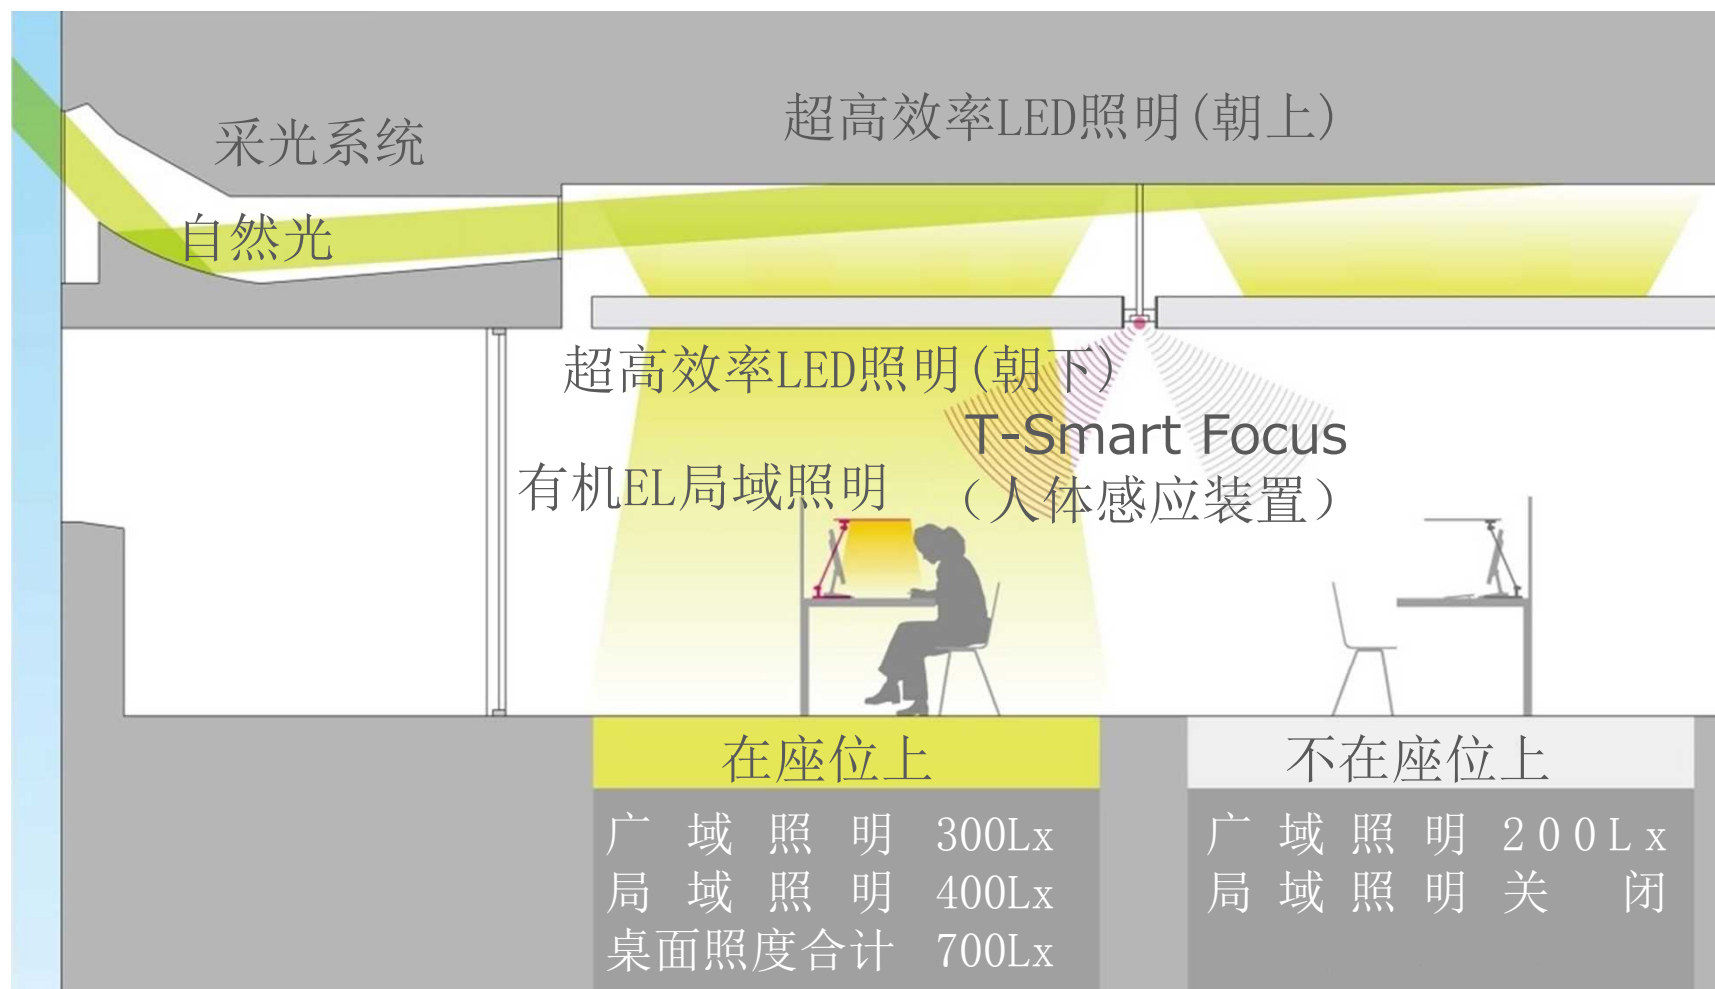 超高效率LED照明(朝上)
采光系统
自然光
超高效率LED照明(朝下)
T-Smart Focus
（人体感应装置）
有机EL局域照明
在座位上
广域照明 300Lx
局域照明 400Lx
桌面照度合计 700Lx
不在座位上
广域照明 200Lx
局域照明 关闭